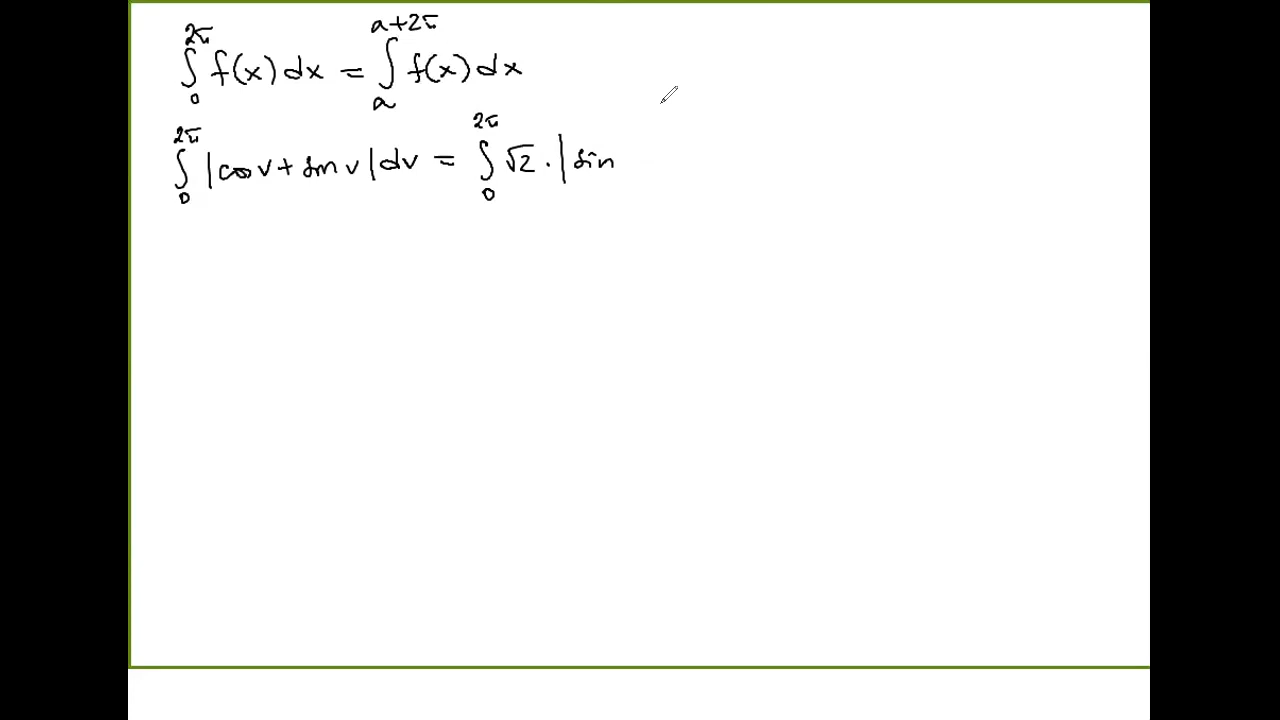 ∫₀^{2π} f(x) dx = ∫ₐ^{a+2π} f(x) dx
∫₀^{2π} |cos v + sin v| dv = ∫₀^{2π} √2 · |sin